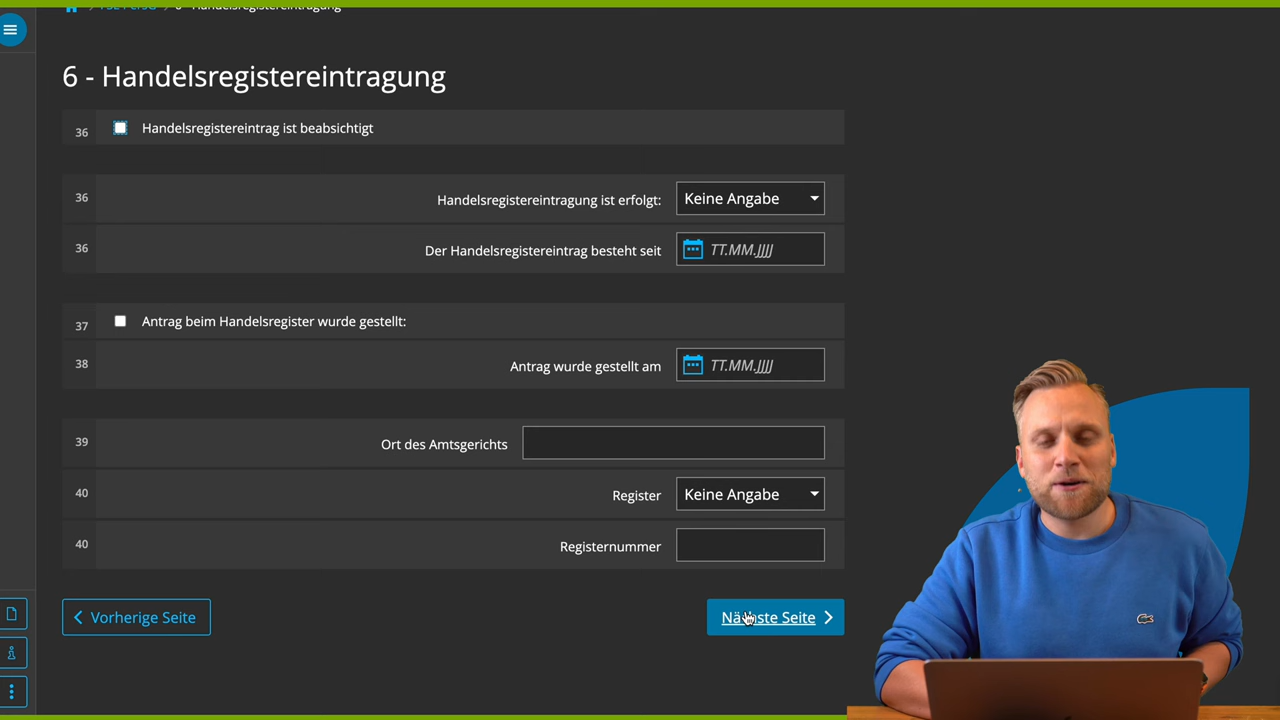 6 - Handelsregistereintragung
36 Handelsregistereintrag ist beabsichtigt
36 Handelsregistereintragung ist erfolgt: Keine Angabe
36 Der Handelsregistereintrag besteht seit TT.MM.JJJJ
37 Antrag beim Handelsregister wurde gestellt:
38 Antrag wurde gestellt am TT.MM.JJJJ
39 Ort des Amtsgerichts
40 Register Keine Angabe
40 Registernummer
Vorherige Seite
Nächste Seite